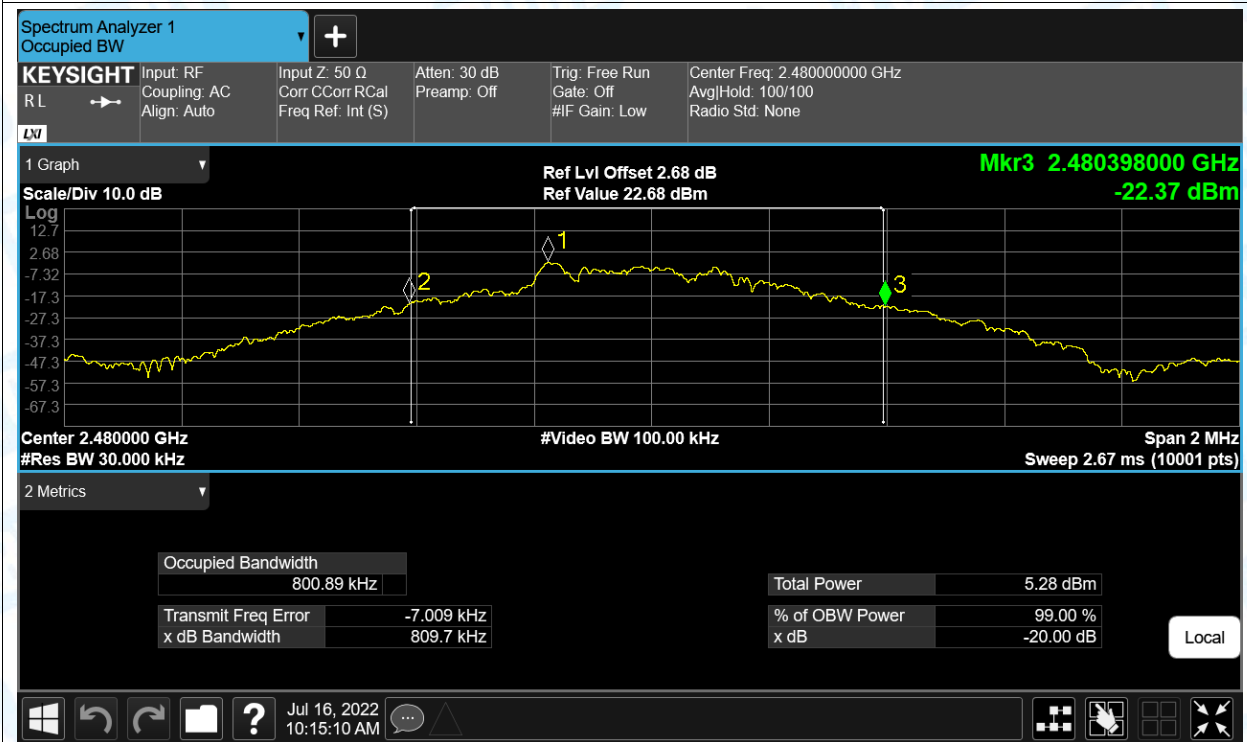 Spectrum Analyzer 1
Occupied BW
▼
+
KEYSIGHT
R L
LXI
Input: RF
Coupling: AC
Align: Auto
Input Z: 50 Ω
Corr CCorr RCal
Freq Ref: Int (S)
Atten: 30 dB
Preamp: Off
Trig: Free Run
Gate: Off
#IF Gain: Low
Center Freq: 2.480000000 GHz
Avg|Hold: 100/100
Radio Std: None
1 Graph
Scale/Div 10.0 dB
Ref Lvl Offset 2.68 dB
Ref Value 22.68 dBm
Mkr3 2.480398000 GHz
-22.37 dBm
Log
12.7
2.68
-7.32
-17.3
-27.3
-37.3
-47.3
-57.3
-67.3
1
2
3
Center 2.480000 GHz
#Video BW 100.00 kHz
Span 2 MHz
#Res BW 30.000 kHz
Sweep 2.67 ms (10001 pts)
2 Metrics
Occupied Bandwidth
800.89 kHz
Total Power 5.28 dBm
Transmit Freq Error -7.009 kHz
% of OBW Power 99.00 %
x dB Bandwidth 809.7 kHz
x dB -20.00 dB
Local
?
Jul 16, 2022
10:15:10 AM